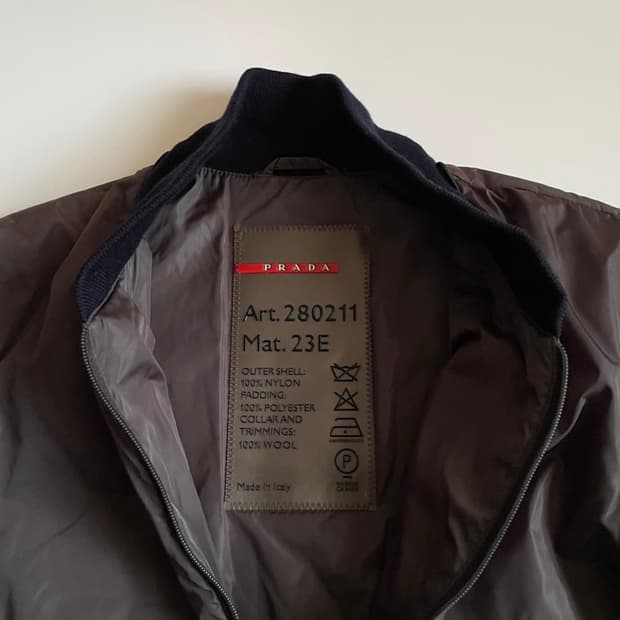 PRADA
Art. 280211
Mat. 23E
OUTER SHELL:
100% NYLON
PADDING:
100% POLYESTER
COLLAR AND
TRIMMINGS:
100% WOOL
P
Made in Italy